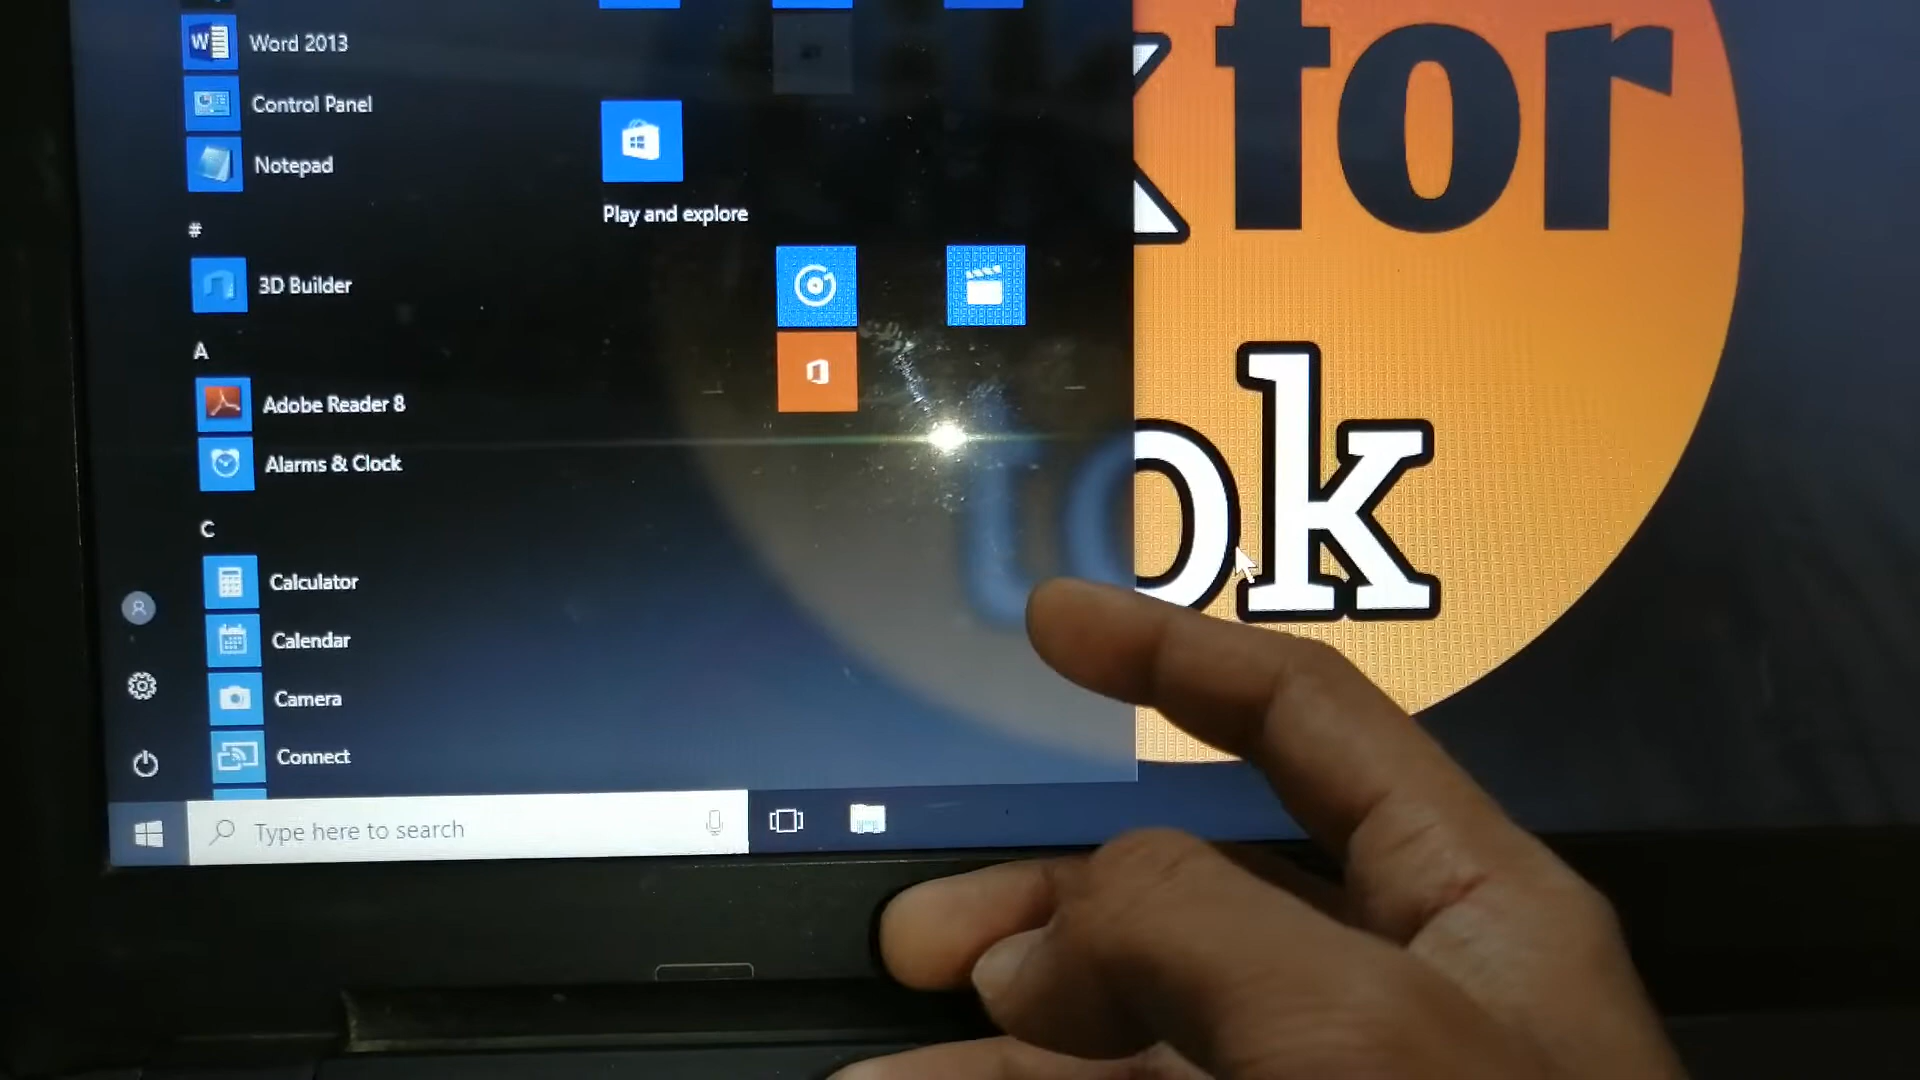 Word 2013
Control Panel
Notepad
#
3D Builder
A
Adobe Reader 8
Alarms & Clock
C
Calculator
Calendar
Camera
Connect
Type here to search
Play and explore
k for
tok